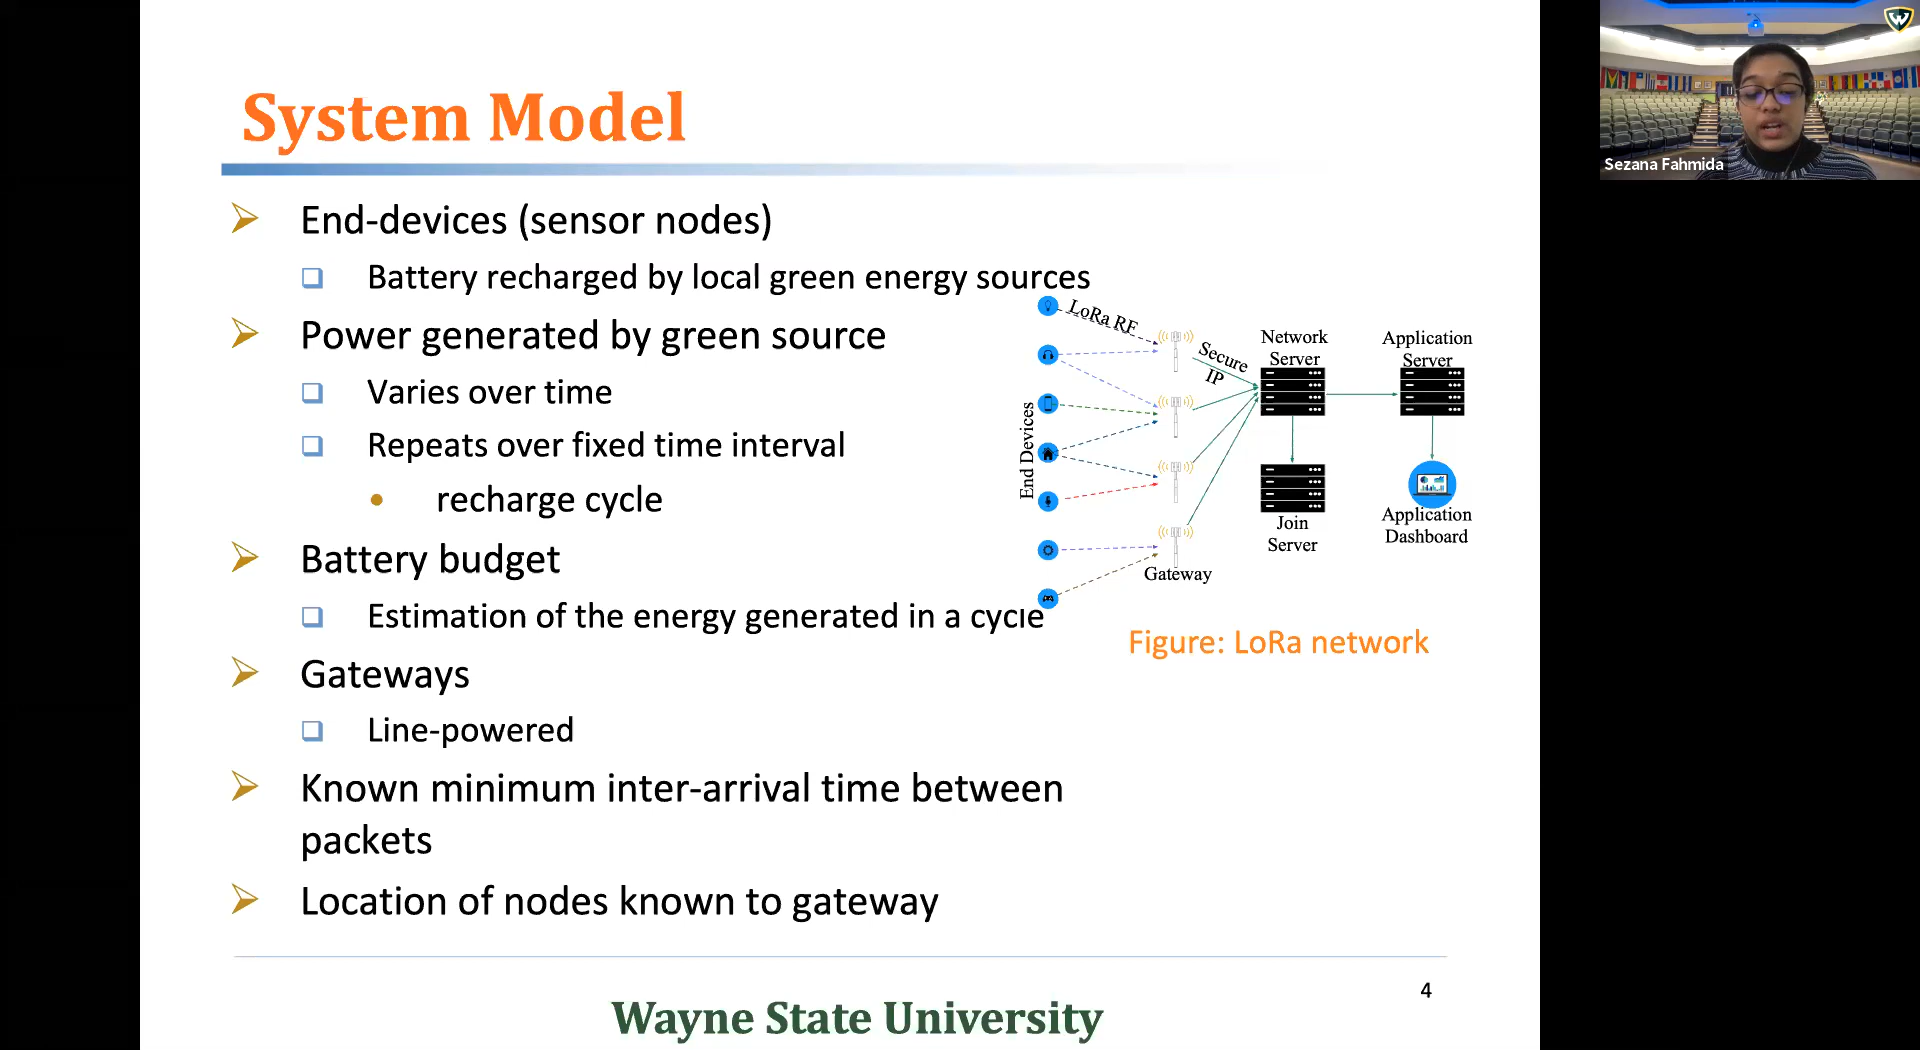 System Model
End-devices (sensor nodes)
Battery recharged by local green energy sources
Power generated by green source
Varies over time
Repeats over fixed time interval
recharge cycle
Battery budget
Estimation of the energy generated in a cycle
Gateways
Line-powered
Known minimum inter-arrival time between
packets
Location of nodes known to gateway
LoRa RF
Secure
IP
Network
Server
Application
Server
End Devices
Join
Server
Application
Dashboard
Gateway
Figure: LoRa network
4
Wayne State University
W
Sezana Fahmida